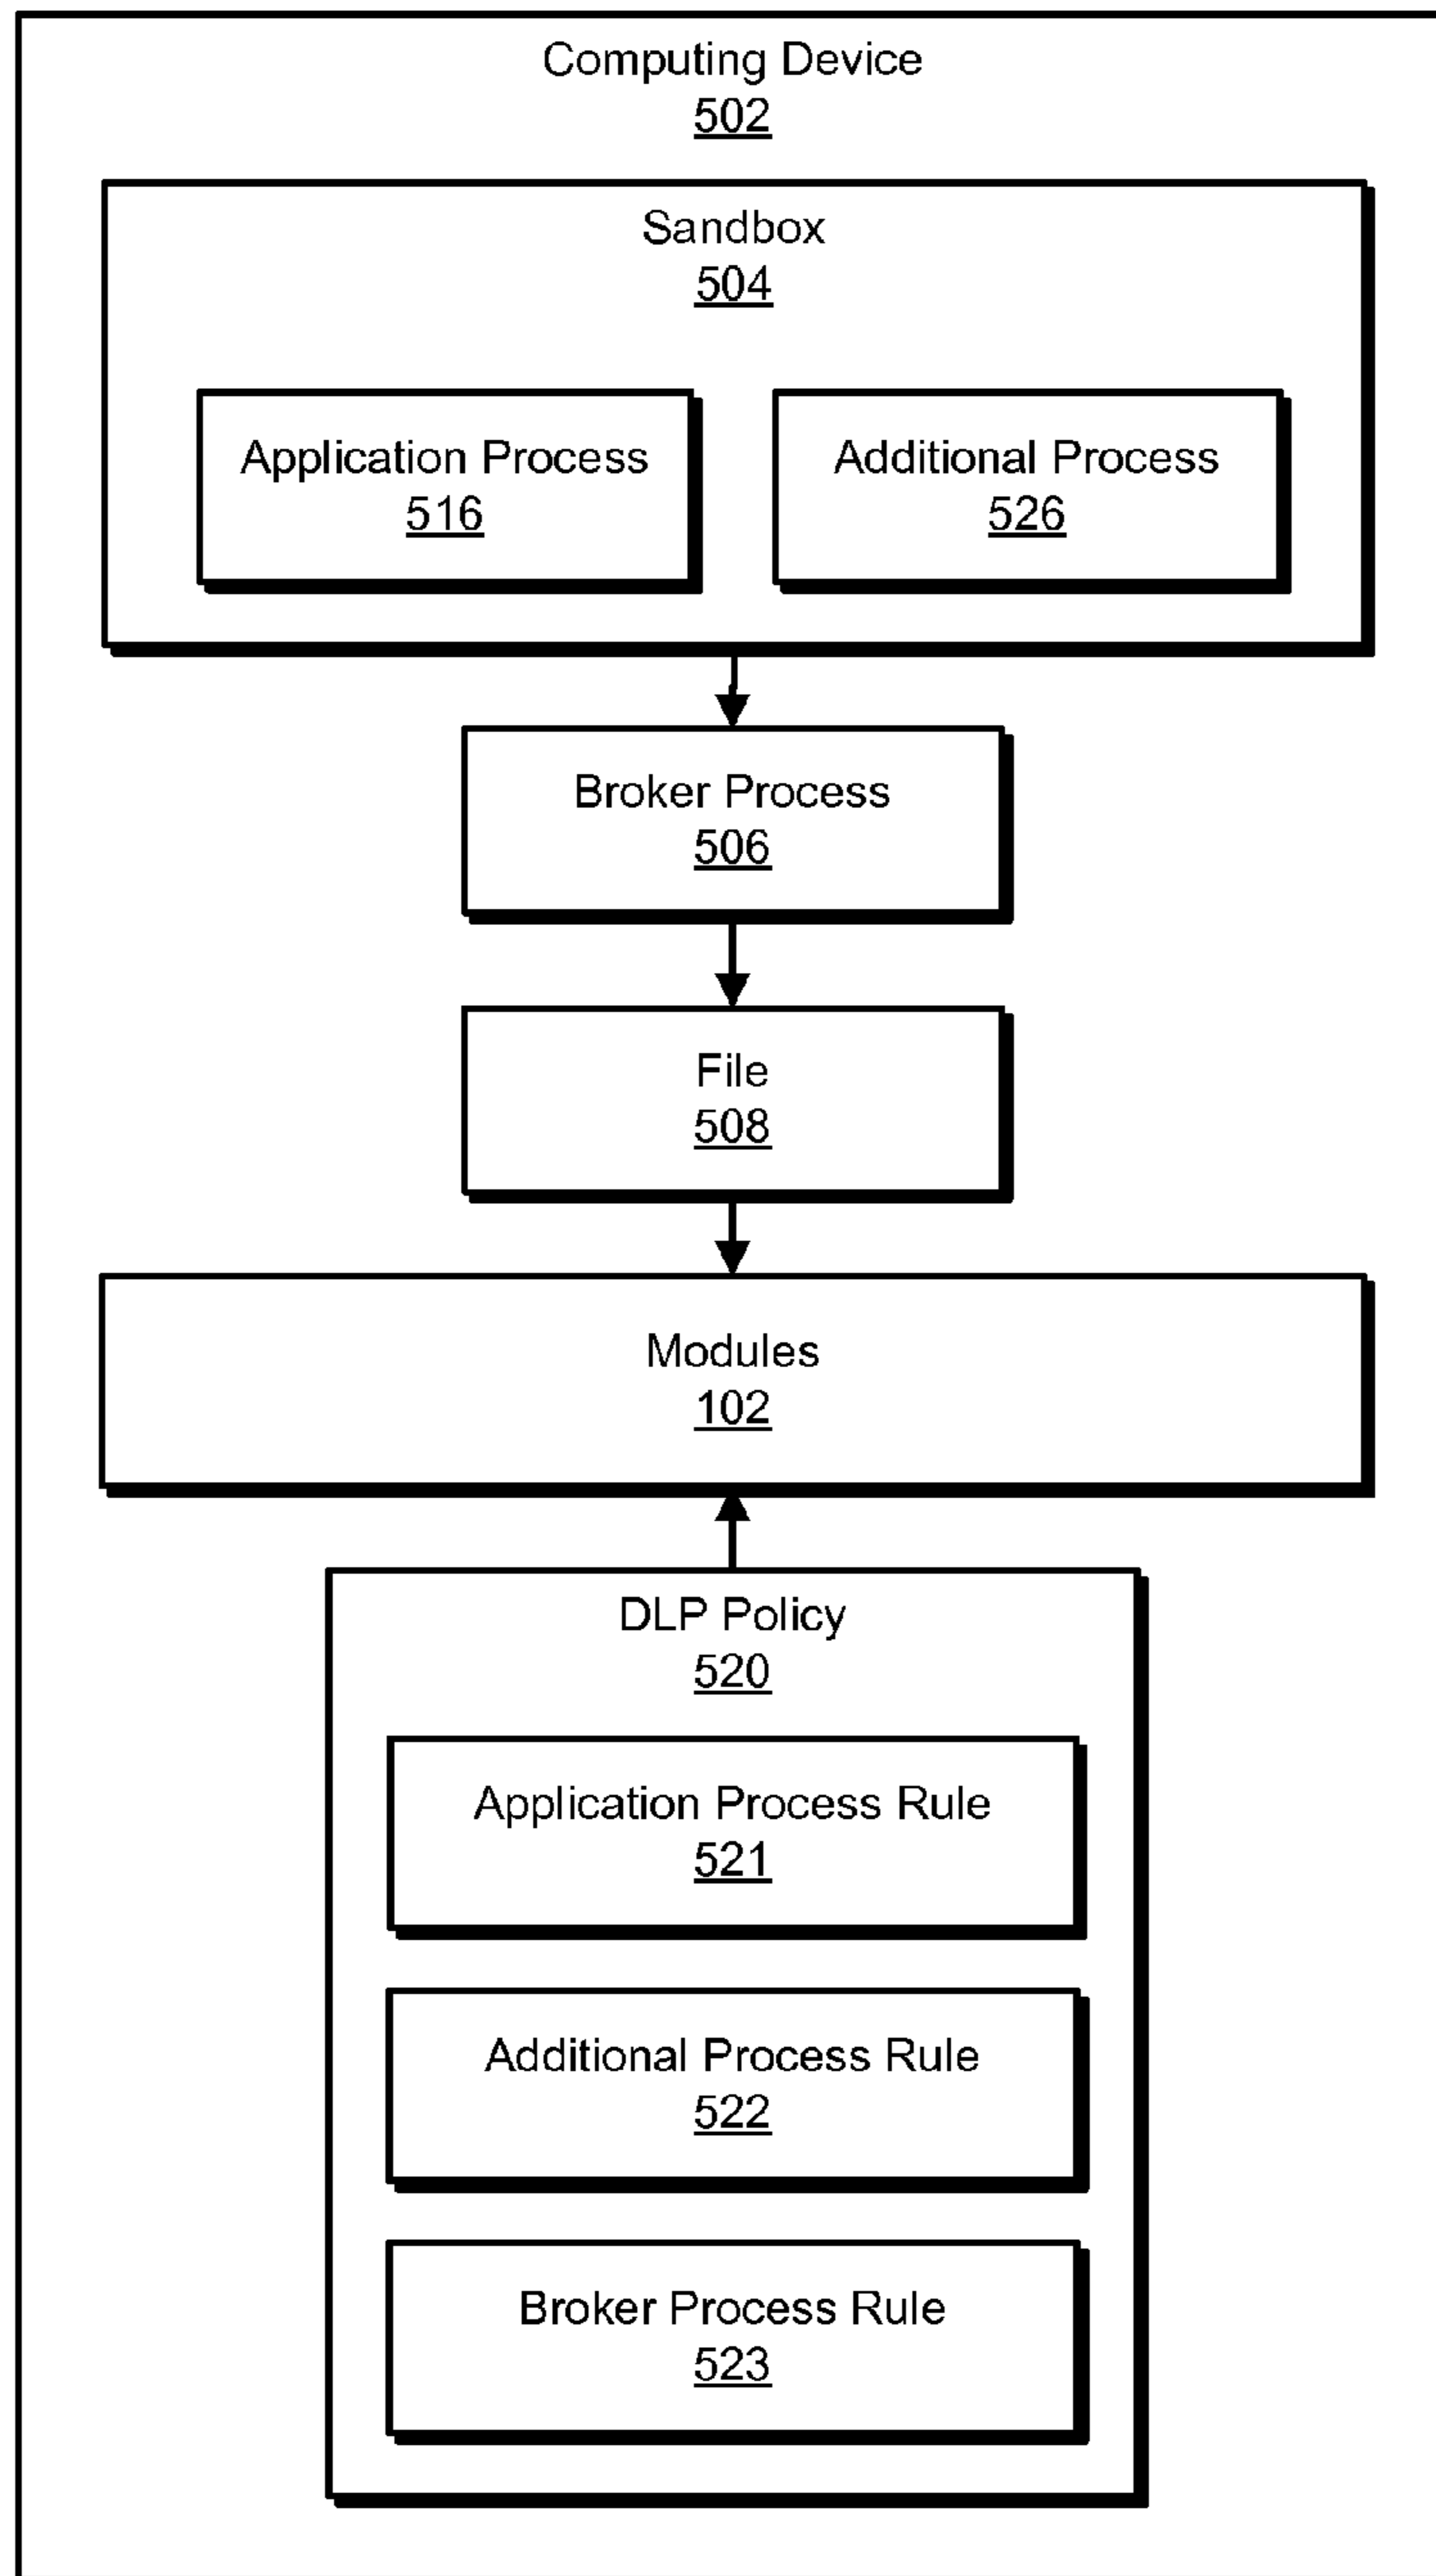 Computing Device
502
Sandbox
504
Application Process
516
Additional Process
526
Broker Process
506
File
508
Modules
102
DLP Policy
520
Application Process Rule
521
Additional Process Rule
522
Broker Process Rule
523